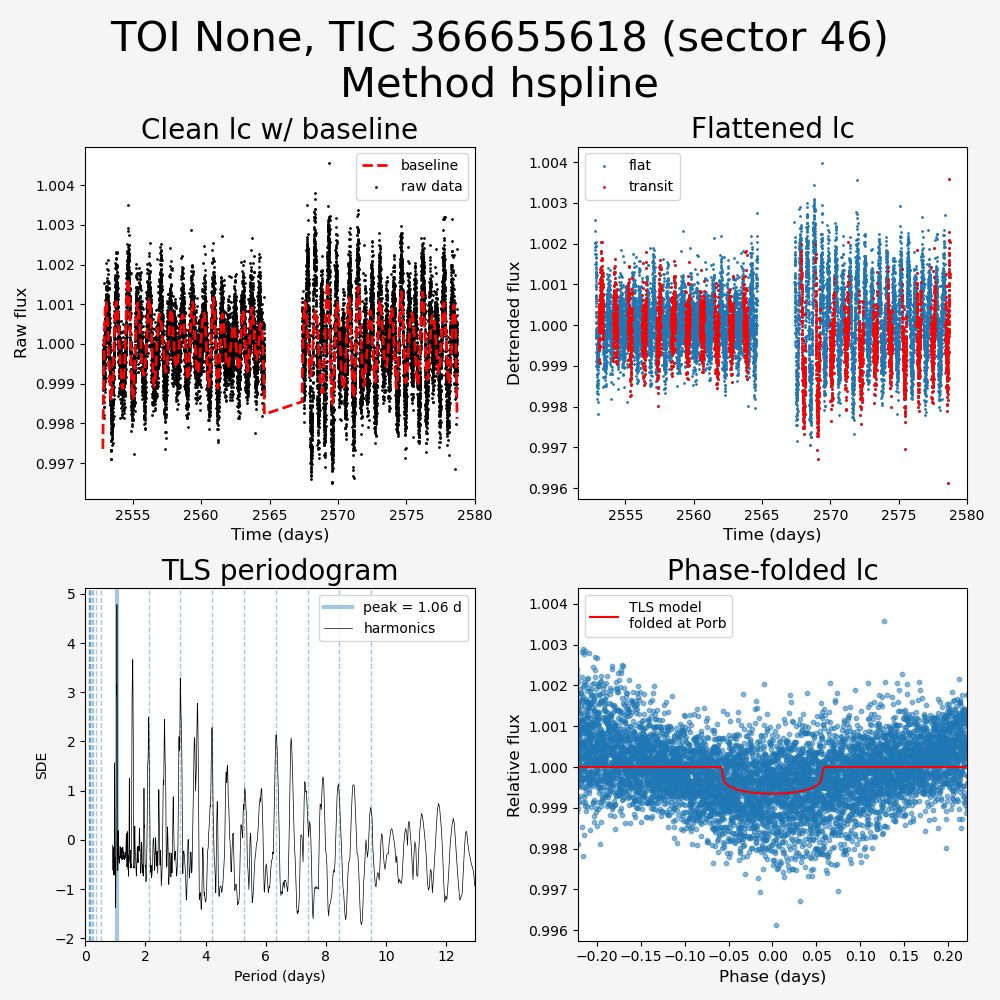 TOI None, TIC 366655618 (sector 46)
Method hspline
Clean lc w/ baseline
Flattened lc
baseline
raw data
flat
transit
Raw flux
1.004
1.003
1.002
1.001
1.000
0.999
0.998
0.997
2555
2560
2565
2570
2575
2580
Time (days)
Detrended flux
1.004
1.003
1.002
1.001
1.000
0.999
0.998
0.997
0.996
2555
2560
2565
2570
2575
2580
Time (days)
TLS periodogram
Phase-folded lc
peak = 1.06 d
harmonics
SDE
5
4
3
2
1
0
−1
−2
0
2
4
6
8
10
12
Period (days)
TLS model
folded at Porb
Relative flux
1.004
1.003
1.002
1.001
1.000
0.999
0.998
0.997
0.996
−0.20
−0.15
−0.10
−0.05
0.00
0.05
0.10
0.15
0.20
Phase (days)